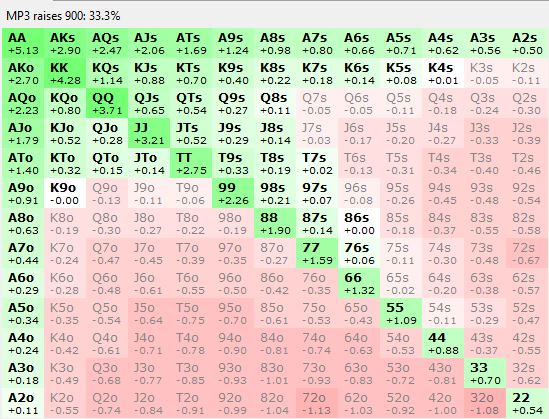 MP3 raises 900: 33.3%
AA AKs AQs AJs ATs A9s A8s A7s A6s A5s A4s A3s A2s
+5.13 +2.90 +2.47 +2.06 +1.69 +1.24 +0.98 +0.80 +0.66 +0.71 +0.62 +0.56 +0.50
AKo KK KQs KJs KTs K9s K8s K7s K6s K5s K4s K3s K2s
+2.70 +4.28 +1.14 +0.88 +0.70 +0.40 +0.22 +0.18 +0.14 +0.08 +0.01 -0.05 -0.11
AQo KQo QQ QJs QTs Q9s Q8s Q7s Q6s Q5s Q4s Q3s Q2s
+2.23 +0.80 +3.71 +0.65 +0.54 +0.27 +0.11 -0.05 -0.05 -0.11 -0.18 -0.24 -0.30
AJo KJo QJo JJ JTs J9s J8s J7s J6s J5s J4s J3s J2s
+1.79 +0.52 +0.28 +3.21 +0.52 +0.29 +0.14 -0.03 -0.17 -0.20 -0.27 -0.33 -0.39
ATo KTo QTo JTo TT T9s T8s T7s T6s T5s T4s T3s T2s
+1.40 +0.32 +0.15 +0.14 +2.75 +0.33 +0.19 +0.02 -0.13 -0.31 -0.34 -0.40 -0.46
A9o K9o Q9o J9o T9o 99 98s 97s 96s 95s 94s 93s 92s
+0.91 -0.00 -0.13 -0.11 -0.06 +2.26 +0.21 +0.07 -0.08 -0.26 -0.45 -0.48 -0.54
A8o K8o Q8o J8o T8o 98o 88 87s 86s 85s 84s 83s 82s
+0.63 -0.19 -0.30 -0.27 -0.22 -0.19 +1.90 +0.14 +0.00 -0.18 -0.37 -0.55 -0.58
A7o K7o Q7o J7o T7o 97o 87o 77 76s 75s 74s 73s 72s
+0.44 -0.24 -0.47 -0.45 -0.39 -0.35 -0.27 +1.59 +0.06 -0.11 -0.30 -0.48 -0.67
A6o K6o Q6o J6o T6o 96o 86o 76o 66 65s 64s 63s 62s
+0.29 -0.28 -0.48 -0.61 -0.55 -0.50 -0.42 -0.35 +1.32 -0.02 -0.20 -0.38 -0.57
A5o K5o Q5o J5o T5o 95o 85o 75o 65o 55 54s 53s 52s
+0.34 -0.35 -0.54 -0.64 -0.75 -0.70 -0.61 -0.53 -0.43 +1.09 -0.11 -0.29 -0.47
A4o K4o Q4o J4o T4o 94o 84o 74o 64o 54o 44 43s 42s
+0.24 -0.42 -0.61 -0.71 -0.78 -0.90 -0.81 -0.74 -0.63 -0.53 +0.88 -0.37 -0.55
A3o K3o Q3o J3o T3o 93o 83o 73o 63o 53o 43o 33 32s
+0.18 -0.49 -0.68 -0.77 -0.85 -0.93 -1.01 -0.93 -0.83 -0.72 -0.81 +0.70 -0.62
A2o K2o Q2o J2o T2o 92o 82o 72o 62o 52o 42o 32o 22
+0.11 -0.55 -0.74 -0.84 -0.91 -0.99 -1.04 -1.13 -1.03 -0.92 -1.00 -1.08 +0.54